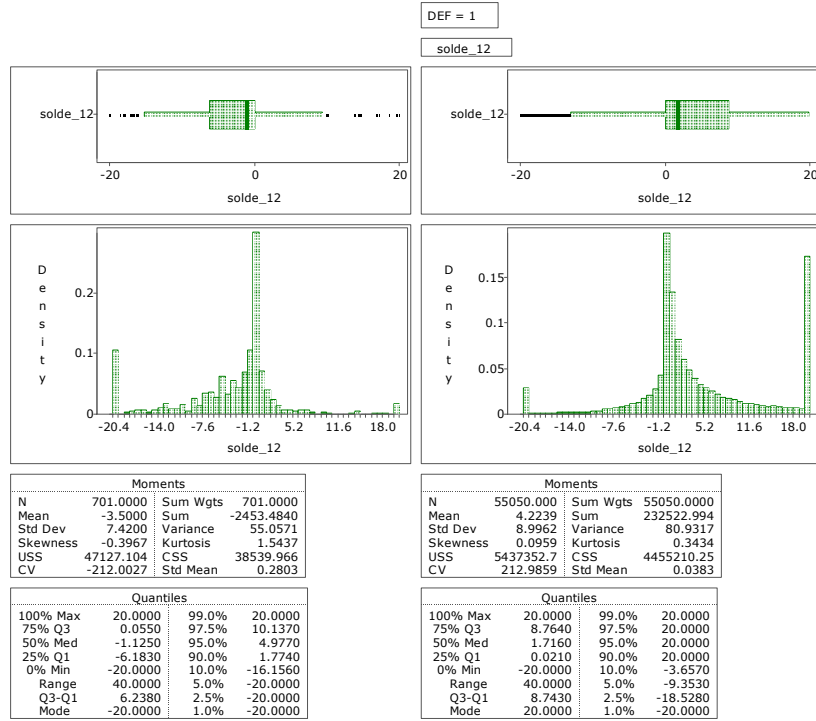 DEF = 1
solde_12
solde_12
-20 0 20
solde_12
solde_12
-20 0 20
solde_12
Density
0.2
0.1
0
-20.4 -14.0 -7.6 -1.2 5.2 11.6 18.0
solde_12
Density
0.15
0.1
0.05
0
-20.4 -14.0 -7.6 -1.2 5.2 11.6 18.0
solde_12
Moments
N 701.0000 Sum Wgts 701.0000
Mean -3.5000 Sum -2453.4840
Std Dev 7.4200 Variance 55.0571
Skewness -0.3967 Kurtosis 1.5437
USS 47127.104 CSS 38539.966
CV -212.0027 Std Mean 0.2803
Moments
N 55050.000 Sum Wgts 55050.0000
Mean 4.2239 Sum 232522.994
Std Dev 8.9962 Variance 80.9317
Skewness 0.0959 Kurtosis 0.3434
USS 5437352.7 CSS 4455210.25
CV 212.9859 Std Mean 0.0383
Quantiles
100% Max 20.0000 99.0% 20.0000
75% Q3 0.0550 97.5% 10.1370
50% Med -1.1250 95.0% 4.9770
25% Q1 -6.1830 90.0% 1.7740
0% Min -20.0000 10.0% -16.1560
Range 40.0000 5.0% -20.0000
Q3-Q1 6.2380 2.5% -20.0000
Mode -20.0000 1.0% -20.0000
Quantiles
100% Max 20.0000 99.0% 20.0000
75% Q3 8.7640 97.5% 20.0000
50% Med 1.7160 95.0% 20.0000
25% Q1 0.0210 90.0% 20.0000
0% Min -20.0000 10.0% -3.6570
Range 40.0000 5.0% -9.3530
Q3-Q1 8.7430 2.5% -18.5280
Mode 20.0000 1.0% -20.0000